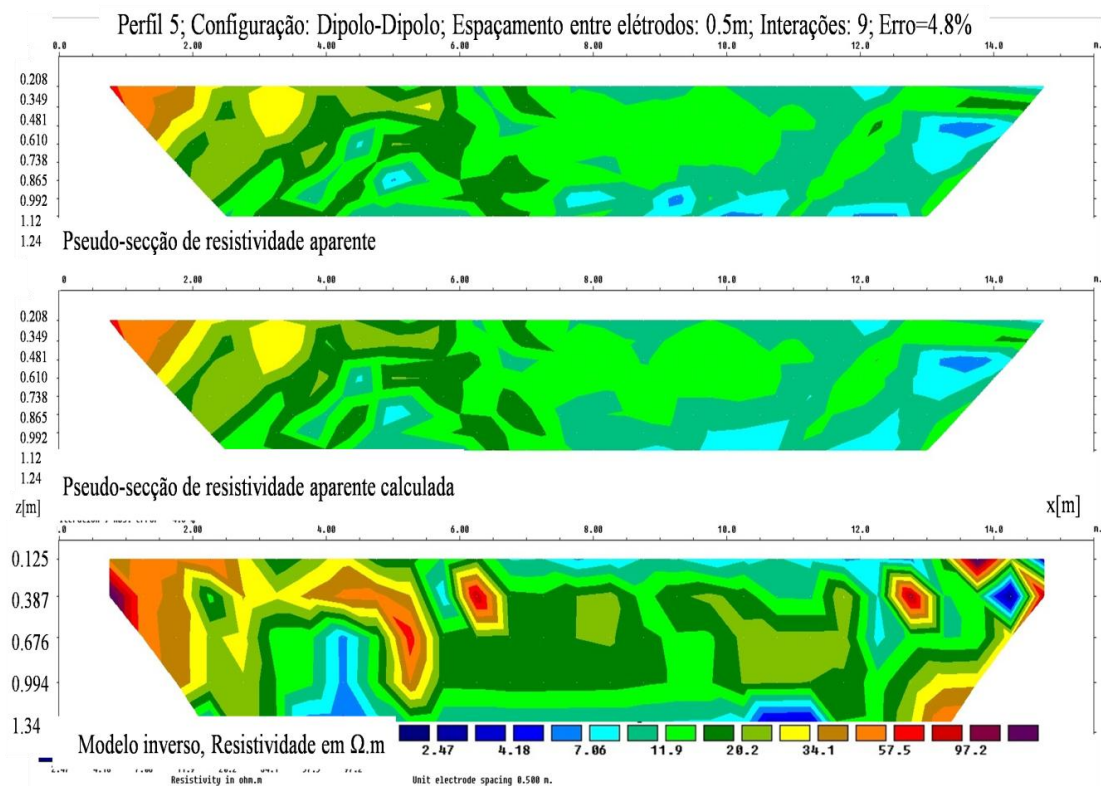 Perfil 5; Configuração: Dipolo-Dipolo; Espaçamento entre elétrodos: 0.5m; Interações: 9; Erro=4.8%
0.0 2.00 4.00 6.00 8.00 10.0 12.0 14.0 m.
0.208
0.349
0.481
0.610
0.738
0.865
0.992
1.12
1.24
Pseudo-secção de resistividade aparente
.0 2.00 4.00 6.00 8.00 10.0 12.0 14.0 m.
0.208
0.349
0.481
0.610
0.738
0.865
0.992
1.12
1.24
Pseudo-secção de resistividade aparente calculada
z[m] x[m]
.0 2.00 4.00 6.00 8.00 10.0 12.0 14.0 m.
0.125
0.387
0.676
0.994
1.34
Modelo inverso, Resistividade em Ω.m
2.47 4.18 7.06 11.9 20.2 34.1 57.5 97.2
Resistivity in ohm.m Unit electrode spacing 0.500 m.